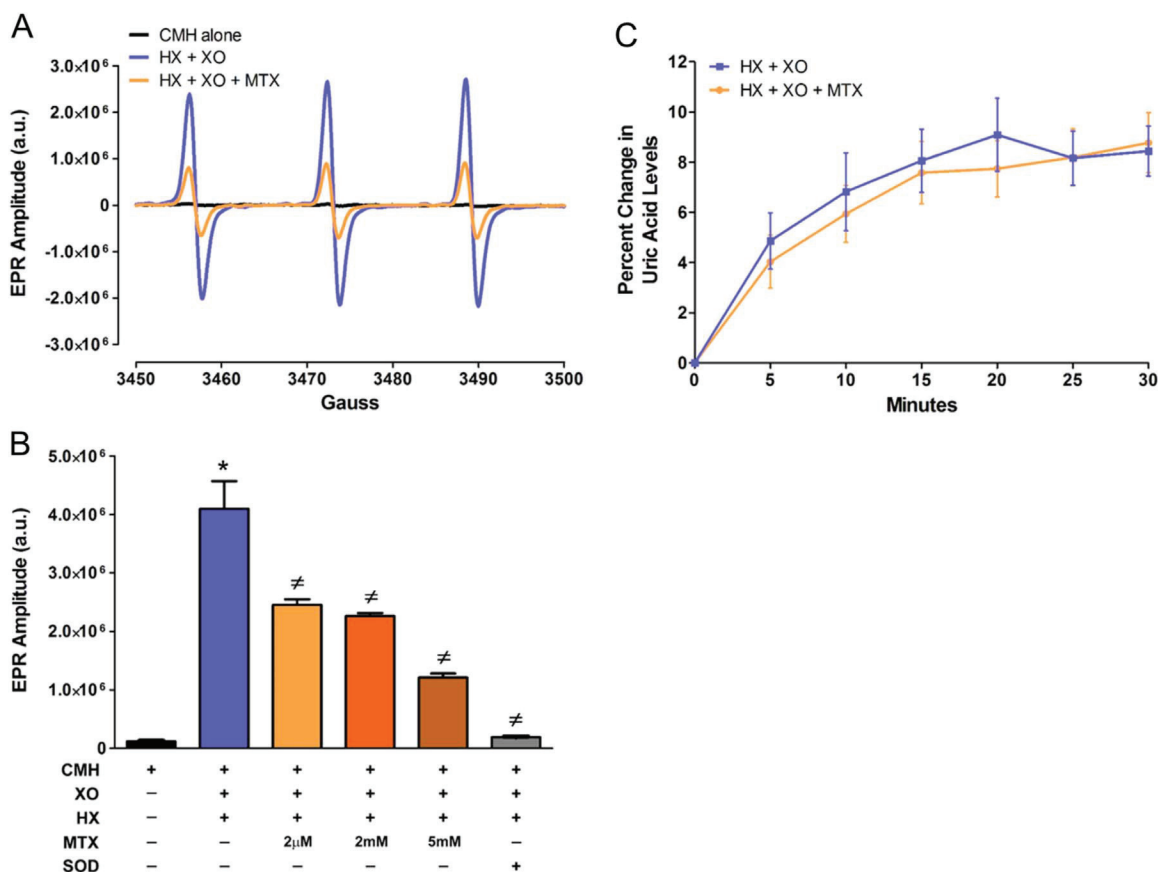 A
CMH alone
HX + XO
HX + XO + MTX
3.0×10⁶
2.0×10⁶
1.0×10⁶
0
-1.0×10⁶
-2.0×10⁶
-3.0×10⁶
EPR Amplitude (a.u.)
3450 3460 3470 3480 3490 3500
Gauss
B
5.0×10⁶
4.0×10⁶
3.0×10⁶
2.0×10⁶
1.0×10⁶
0
EPR Amplitude (a.u.)
*
≠ ≠ ≠ ≠
CMH + + + + + +
XO – + + + + +
HX – + + + + +
MTX – – 2μM 2mM 5mM –
SOD – – – – – +
C
HX + XO
HX + XO + MTX
12
10
8
6
4
2
0
Percent Change in
Uric Acid Levels
0 5 10 15 20 25 30
Minutes